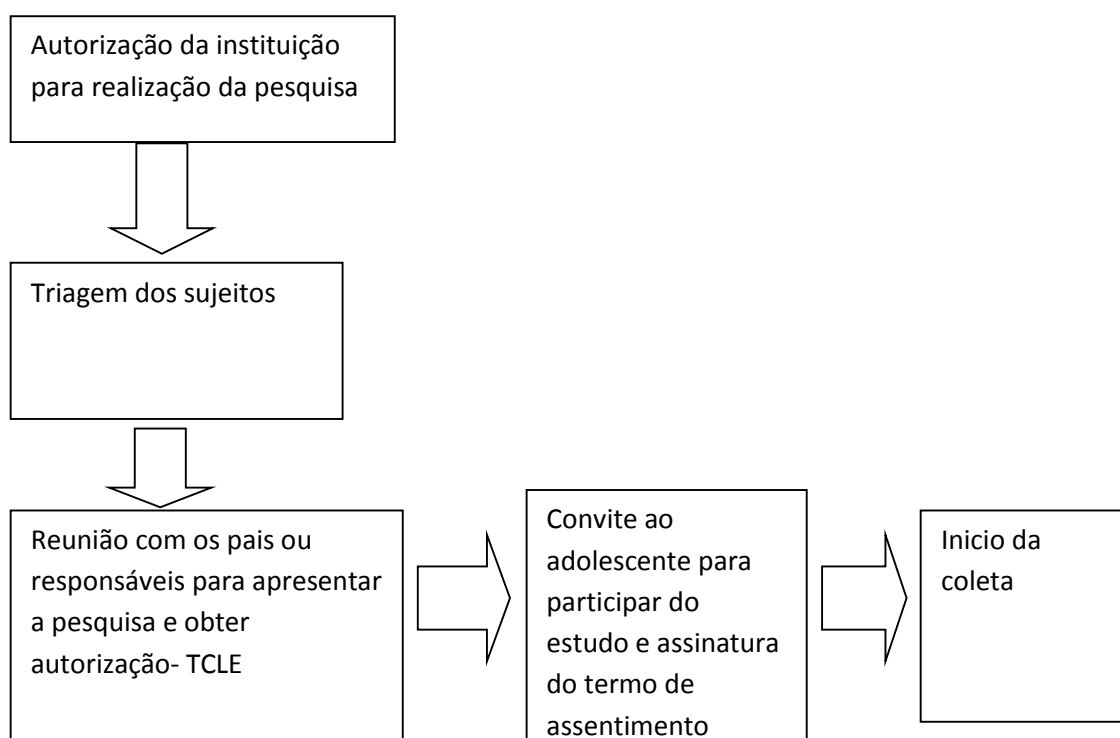 Autorização da instituição
para realização da pesquisa
Triagem dos sujeitos
Reunião com os pais ou
responsáveis para apresentar
a pesquisa e obter
autorização- TCLE
Convite ao
adolescente para
participar do
estudo e assinatura
do termo de
assentimento
Inicio da
coleta